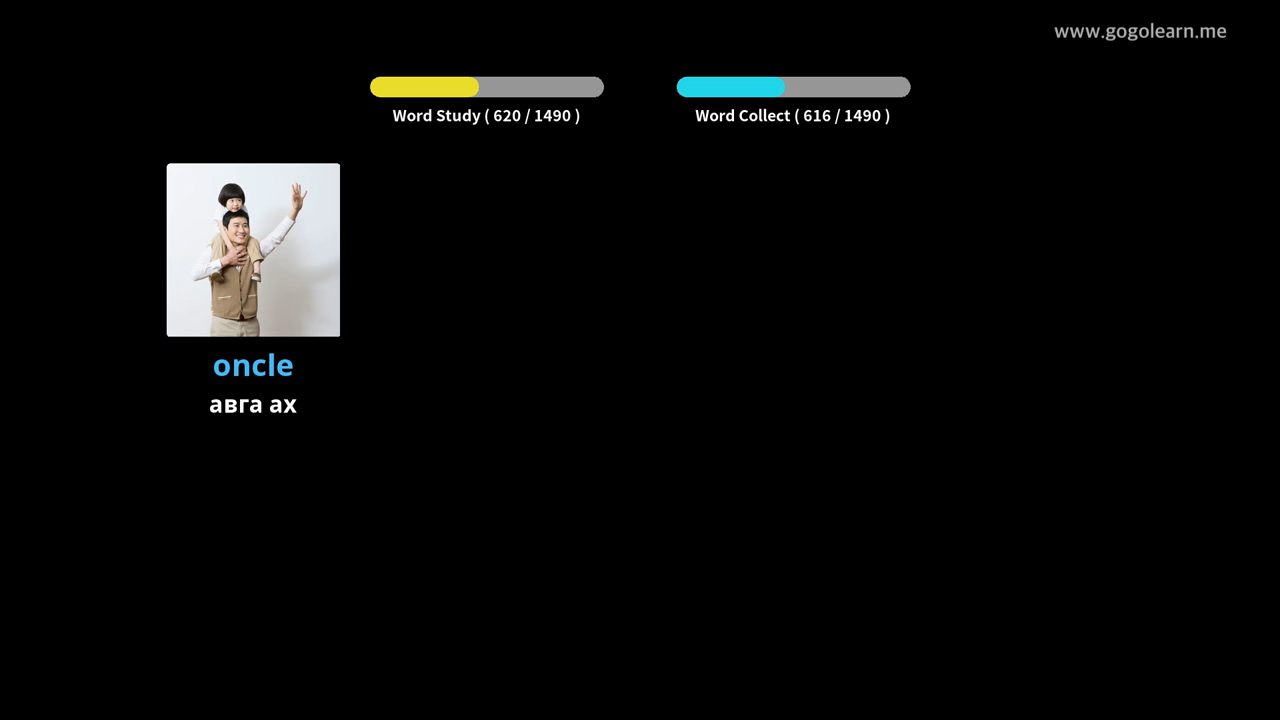 www.gogolearn.me
Word Study ( 620 / 1490 )
Word Collect ( 616 / 1490 )
oncle
авга ах